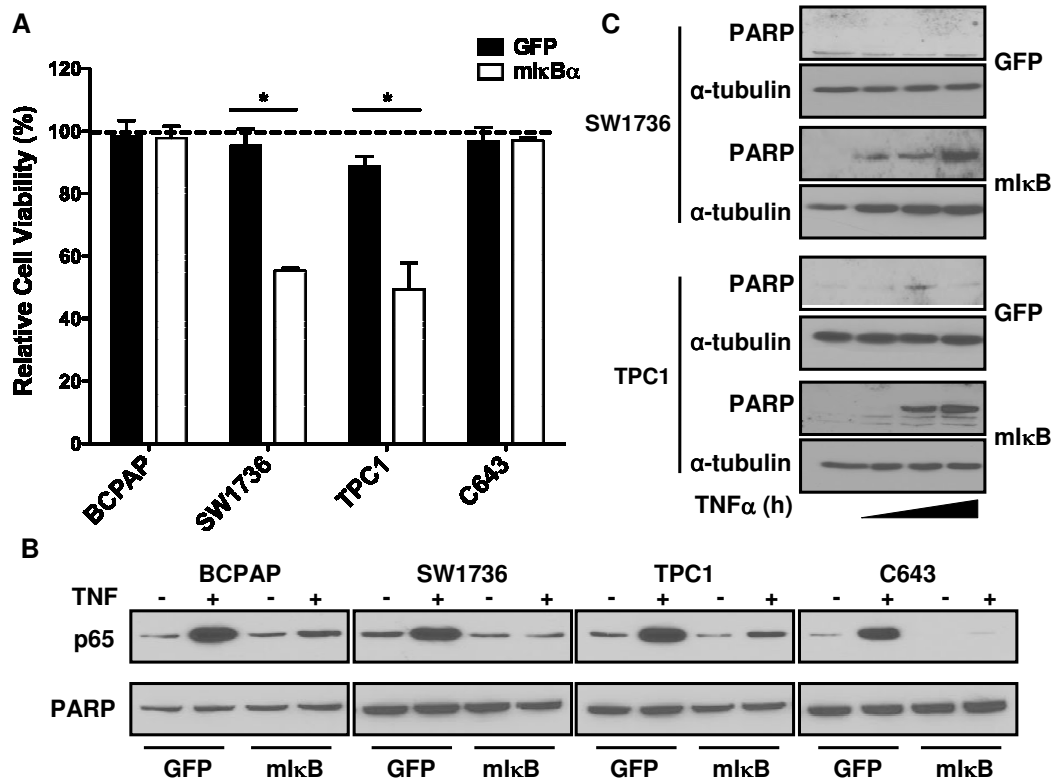 A
GFP
mIκBα
Relative Cell Viability (%)
120
100
80
60
40
20
0
*
*
BCPAP
SW1736
TPC1
C643
C
SW1736
PARP
GFP
α-tubulin
PARP
mIκB
α-tubulin
TPC1
PARP
GFP
α-tubulin
PARP
mIκB
α-tubulin
TNFα (h)
B
BCPAP SW1736 TPC1 C643
TNF - + - + - + - + - + - + - + - +
p65
PARP
GFP mIκB GFP mIκB GFP mIκB GFP mIκB